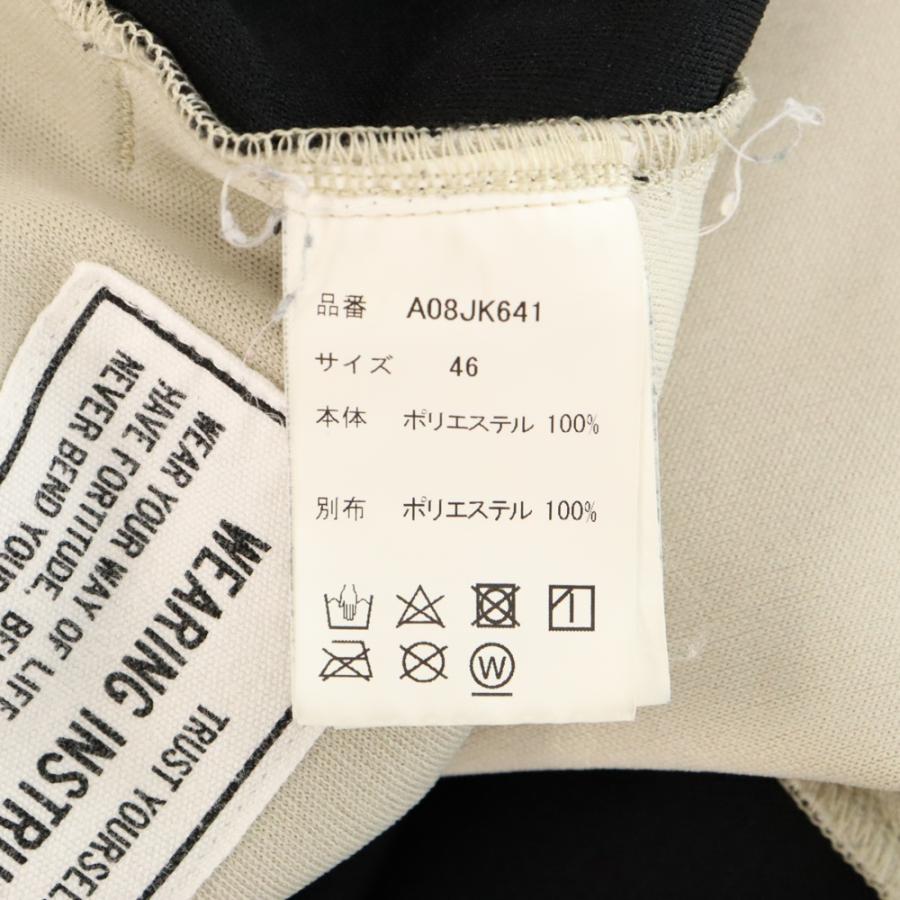 品番 A08JK641
サイズ 46
本体 ポリエステル 100%
別布 ポリエステル 100%
W
WEARING INSTRU
WEAR YOUR WAY OF LIFE
HAVE FORTITUDE.
NEVER BEND YOUR
TRUST YOURSEL